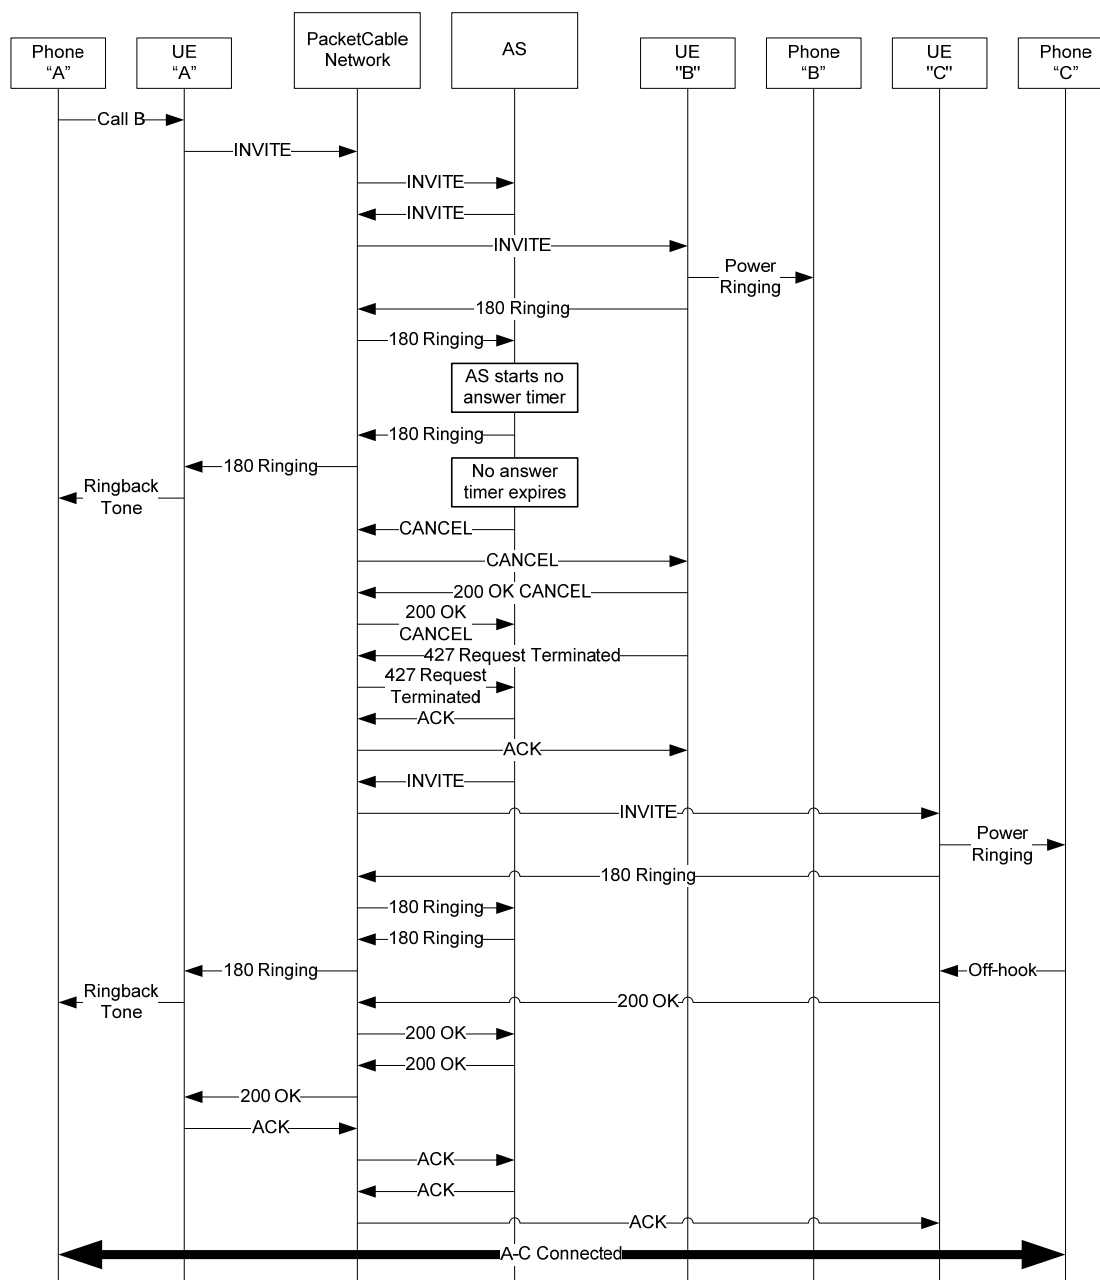 Phone
“A”
UE
“A”
PacketCable
Network
AS
UE
"B"
Phone
“B”
UE
"C"
Phone
“C”
Call B
INVITE
INVITE
INVITE
INVITE
Power
Ringing
180 Ringing
180 Ringing
AS starts no
answer timer
180 Ringing
180 Ringing
No answer
timer expires
Ringback
Tone
CANCEL
CANCEL
200 OK CANCEL
200 OK
CANCEL
427 Request Terminated
427 Request
Terminated
ACK
ACK
INVITE
INVITE
Power
Ringing
180 Ringing
180 Ringing
180 Ringing
180 Ringing
Off-hook
Ringback
Tone
200 OK
200 OK
200 OK
200 OK
ACK
ACK
ACK
ACK
A-C Connected